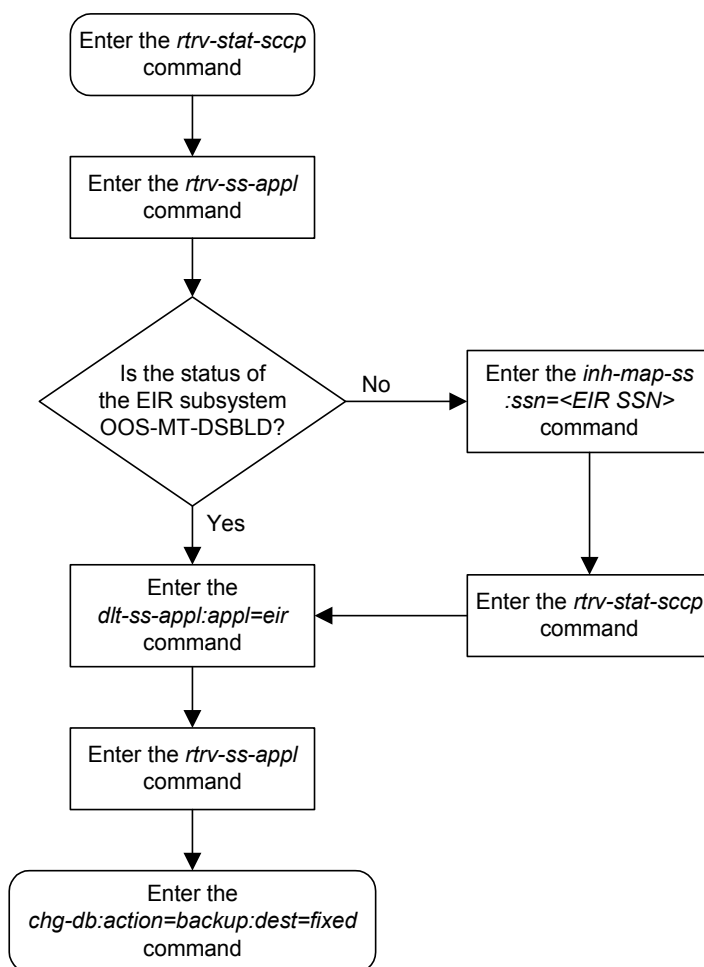 Enter the rtrv-stat-sccp
command
Enter the rtrv-ss-appl
command
Is the status of
the EIR subsystem
OOS-MT-DSBLD?
No
Enter the inh-map-ss
:ssn=<EIR SSN>
command
Yes
Enter the
dlt-ss-appl:appl=eir
command
Enter the rtrv-stat-sccp
command
Enter the rtrv-ss-appl
command
Enter the
chg-db:action=backup:dest=fixed
command